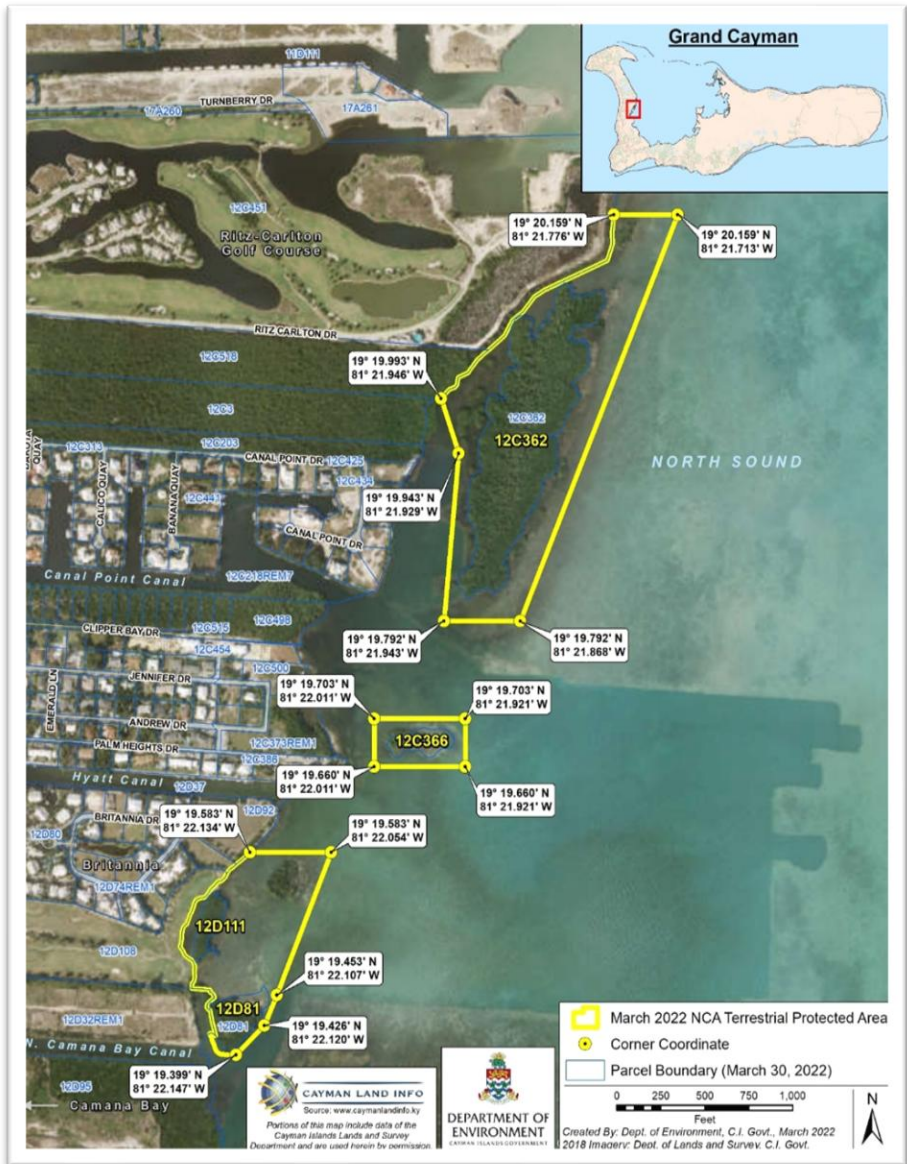 Grand Cayman
11D111
TURNBERRY DR
17A260
17A261
12C451
Ritz-Carlton
Golf Course
19° 20.159' N
81° 21.776' W
19° 20.159' N
81° 21.713' W
RITZ CARLTON DR
12C518
19° 19.993' N
81° 21.946' W
12C3
12C362
12C362
12C203
12C313
CANAL POINT DR
12C425
12C434
QUAY
CALICO QUAY
BANANA QUAY
12C441
NORTH SOUND
19° 19.943' N
81° 21.929' W
CANAL POINT DR
Canal Point Canal
12C218REM7
12C498
12C515
CLIPPER BAY DR
12C454
19° 19.792' N
81° 21.943' W
19° 19.792' N
81° 21.868' W
12C500
JENNIFER DR
EMERALD LN
19° 19.703' N
81° 22.011' W
19° 19.703' N
81° 21.921' W
ANDREW DR
12C373REM1
12C366
PALM HEIGHTS DR
12C386
Hyatt Canal
12D37
19° 19.660' N
81° 22.011' W
19° 19.660' N
81° 21.921' W
12D92
BRITANNIA DR
19° 19.583' N
81° 22.134' W
19° 19.583' N
81° 22.054' W
12D80
Britannia
12D74REM1
12D111
12D108
19° 19.453' N
81° 22.107' W
12D81
12D81
12D32REM1
19° 19.426' N
81° 22.120' W
N. Camana Bay Canal
19° 19.399' N
81° 22.147' W
12D95
Camana Bay
CAYMAN LAND INFO
Source: www.caymanlandinfo.ky
Portions of this map include data of the
Cayman Islands Lands and Survey
Department and are used herein by permission.
DEPARTMENT OF
ENVIRONMENT
CAYMAN ISLANDS GOVERNMENT
March 2022 NCA Terrestrial Protected Area
Corner Coordinate
Parcel Boundary (March 30, 2022)
0 250 500 750 1,000
Feet
N
Created By: Dept. of Environment, C.I. Govt., March 2022
2018 Imagery: Dept. of Lands and Survey, C.I. Govt.